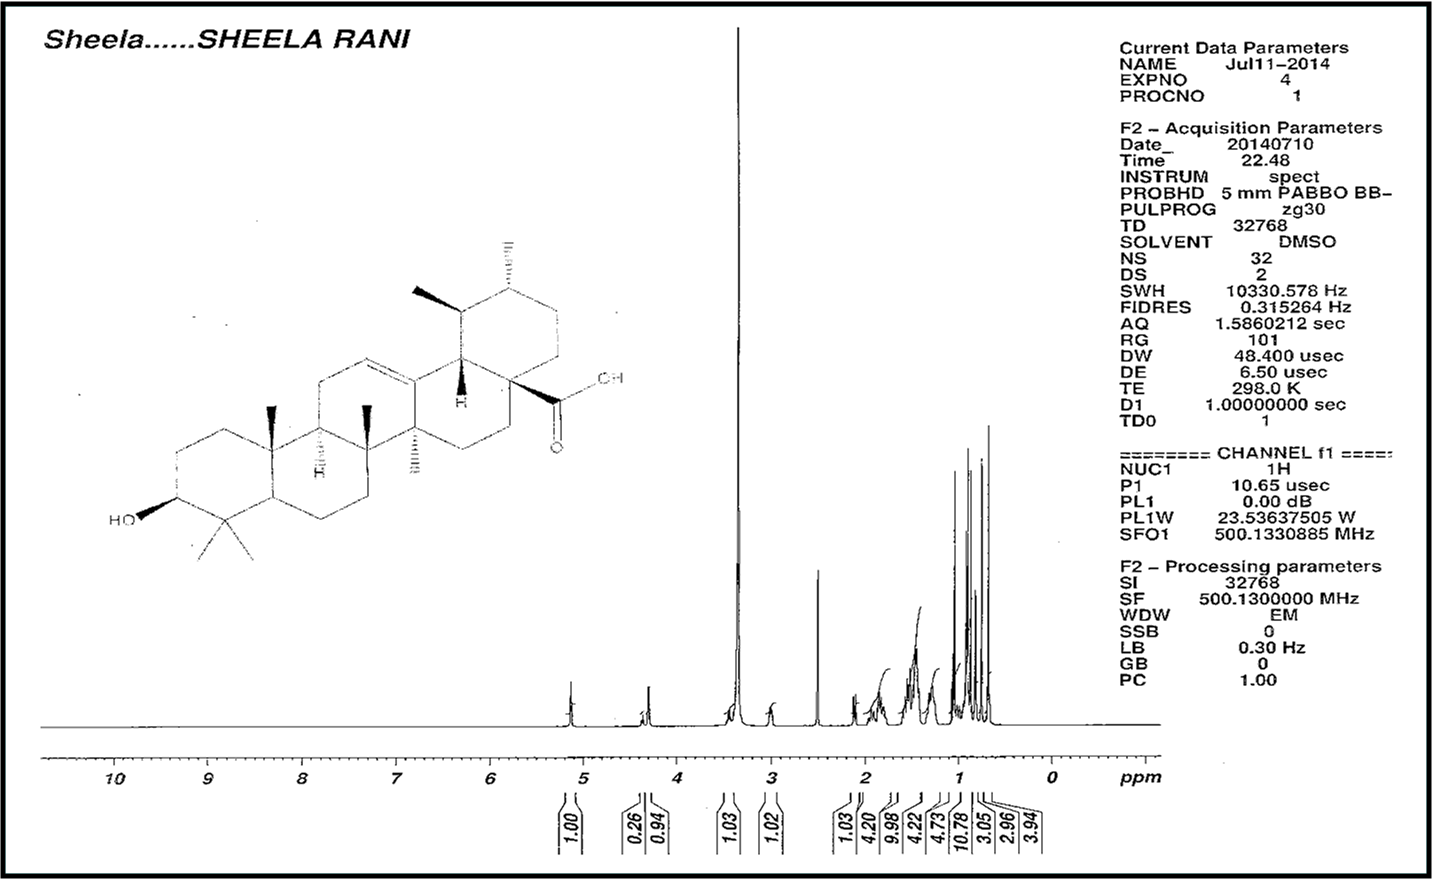 Sheela......SHEELA RANI
Current Data Parameters
NAME Jul11-2014
EXPNO 4
PROCNO 1
F2 - Acquisition Parameters
Date_ 20140710
Time 22.48
INSTRUM spect
PROBHD 5 mm PABBO BB-
PULPROG zg30
TD 32768
SOLVENT DMSO
NS 32
DS 2
SWH 10330.578 Hz
FIDRES 0.315264 Hz
AQ 1.5860212 sec
RG 101
DW 48.400 usec
DE 6.50 usec
TE 298.0 K
D1 1.00000000 sec
TD0 1
======== CHANNEL f1 ====:
NUC1 1H
P1 10.65 usec
PL1 0.00 dB
PL1W 23.53637505 W
SFO1 500.1330885 MHz
F2 - Processing parameters
SI 32768
SF 500.1300000 MHz
WDW EM
SSB 0
LB 0.30 Hz
GB 0
PC 1.00
OH
H
O
H
HO
10 9 8 7 6 5 4 3 2 1 0 ppm
1.00 0.26 0.94 1.03 1.02 1.03 4.20 9.98 4.22 4.73 10.78 3.05 2.96 3.94